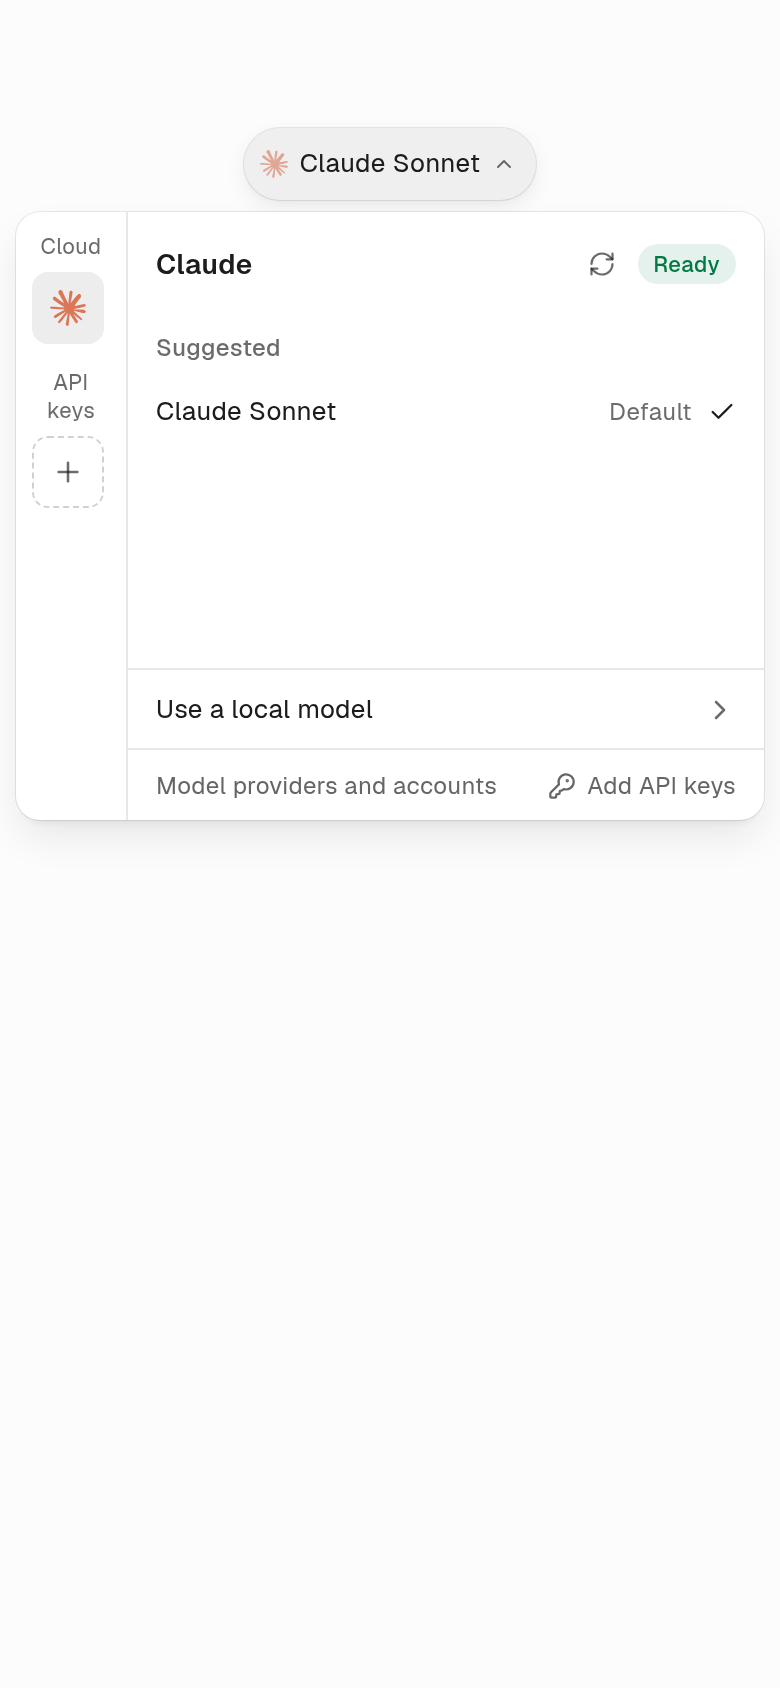 Claude Sonnet
Cloud
API
keys
Claude
Ready
Suggested
Claude Sonnet
Default
Use a local model
Model providers and accounts
Add API keys